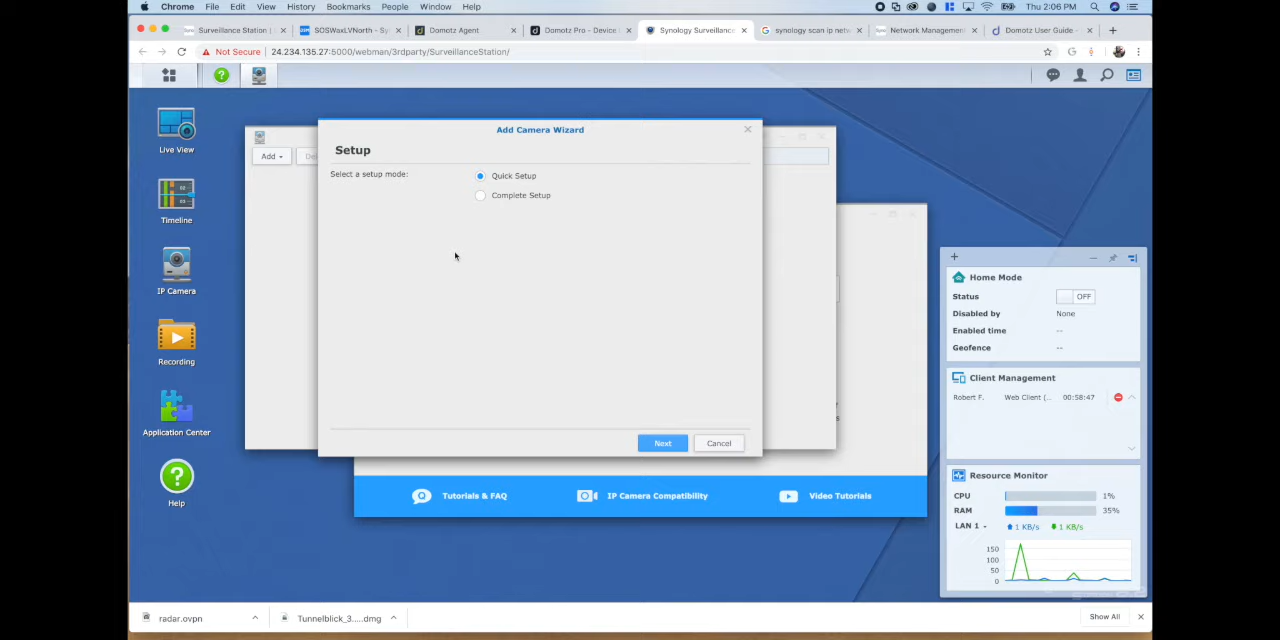 Chrome File Edit View History Bookmarks People Window Help Thu 2:06 PM
Surveillance Station | SOSWaxLVNorth - Sy Domotz Agent Domotz Pro - Device Synology Surveillance synology scan ip netw Network Management Domotz User Guide -
Not Secure 24.234.135.27:5000/webman/3rdparty/SurveillanceStation/
Live View
Timeline
IP Camera
Recording
Application Center
Help
Add
Add Camera Wizard
Setup
Select a setup mode:
Quick Setup
Complete Setup
Next
Cancel
Tutorials & FAQ
IP Camera Compatibility
Video Tutorials
Home Mode
Status OFF
Disabled by None
Enabled time --
Geofence --
Client Management
Robert F. Web Client (.. 00:58:47
Resource Monitor
CPU 1%
RAM 35%
LAN 1 - 1 KB/s 1 KB/s
150
100
50
0
radar.ovpn
Tunnelblick_3.....dmg
Show All